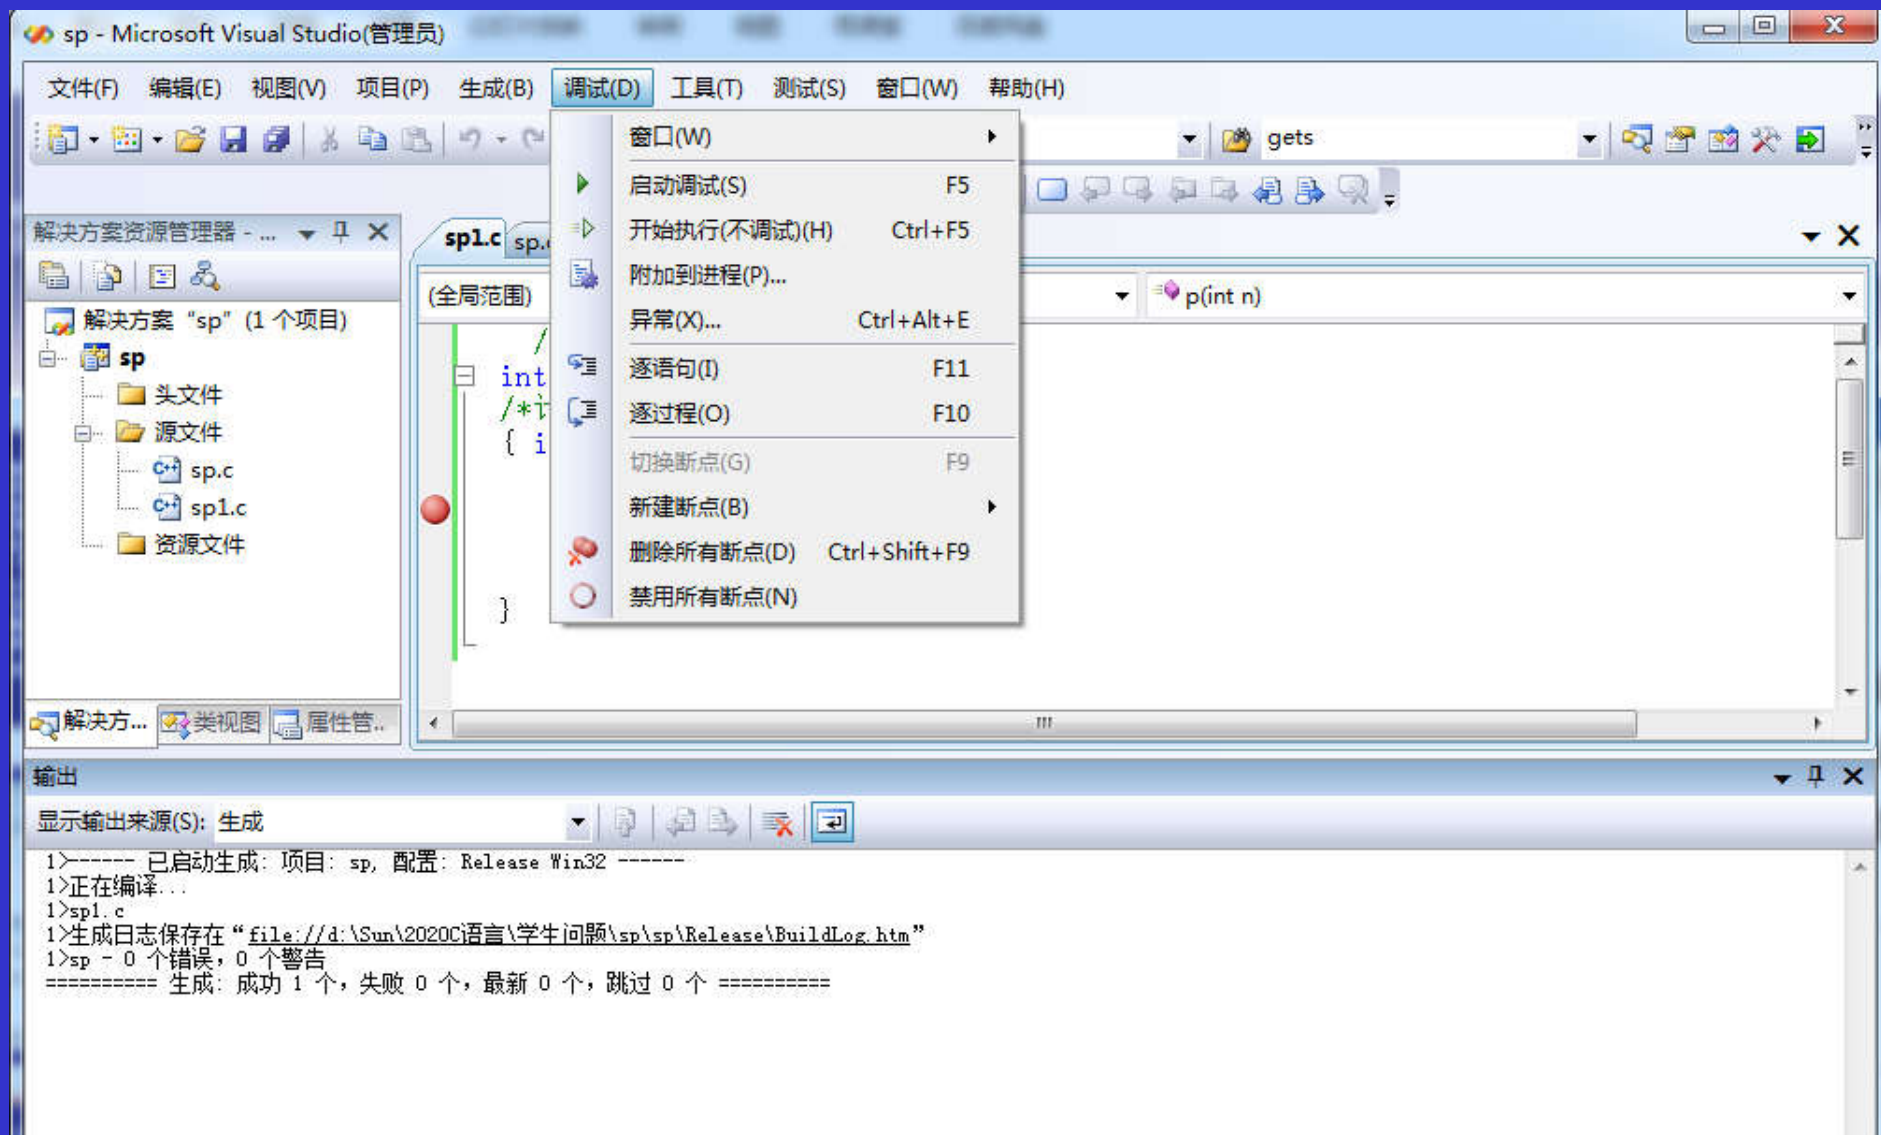 sp - Microsoft Visual Studio(管理员)
文件(F) 编辑(E) 视图(V) 项目(P) 生成(B) 调试(D) 工具(T) 测试(S) 窗口(W) 帮助(H)
gets
窗口(W)
启动调试(S) F5
开始执行(不调试)(H) Ctrl+F5
附加到进程(P)...
异常(X)... Ctrl+Alt+E
逐语句(I) F11
逐过程(O) F10
切换断点(G) F9
新建断点(B)
删除所有断点(D) Ctrl+Shift+F9
禁用所有断点(N)
解决方案资源管理器 - ...
解决方案 “sp” (1 个项目)
sp
头文件
源文件
sp.c
sp1.c
资源文件
解决方... 类视图 属性管..
sp1.c sp.
(全局范围) p(int n)
/
int
/*
{ i
}
输出
显示输出来源(S): 生成
1>------ 已启动生成: 项目: sp, 配置: Release Win32 ------
1>正在编译...
1>sp1.c
1>生成日志保存在“file://d:\Sun\2020C语言\学生问题\sp\sp\Release\BuildLog.htm”
1>sp - 0 个错误，0 个警告
========== 生成: 成功 1 个，失败 0 个，最新 0 个，跳过 0 个 ==========